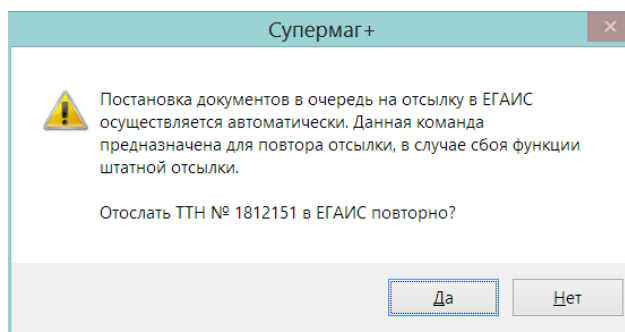 Супермаг+
Постановка документов в очередь на отсылку в ЕГАИС
осуществляется автоматически. Данная команда
предназначена для повтора отсылки, в случае сбоя функции
штатной отсылки.
Отослать ТТН № 1812151 в ЕГАИС повторно?
Да
Нет